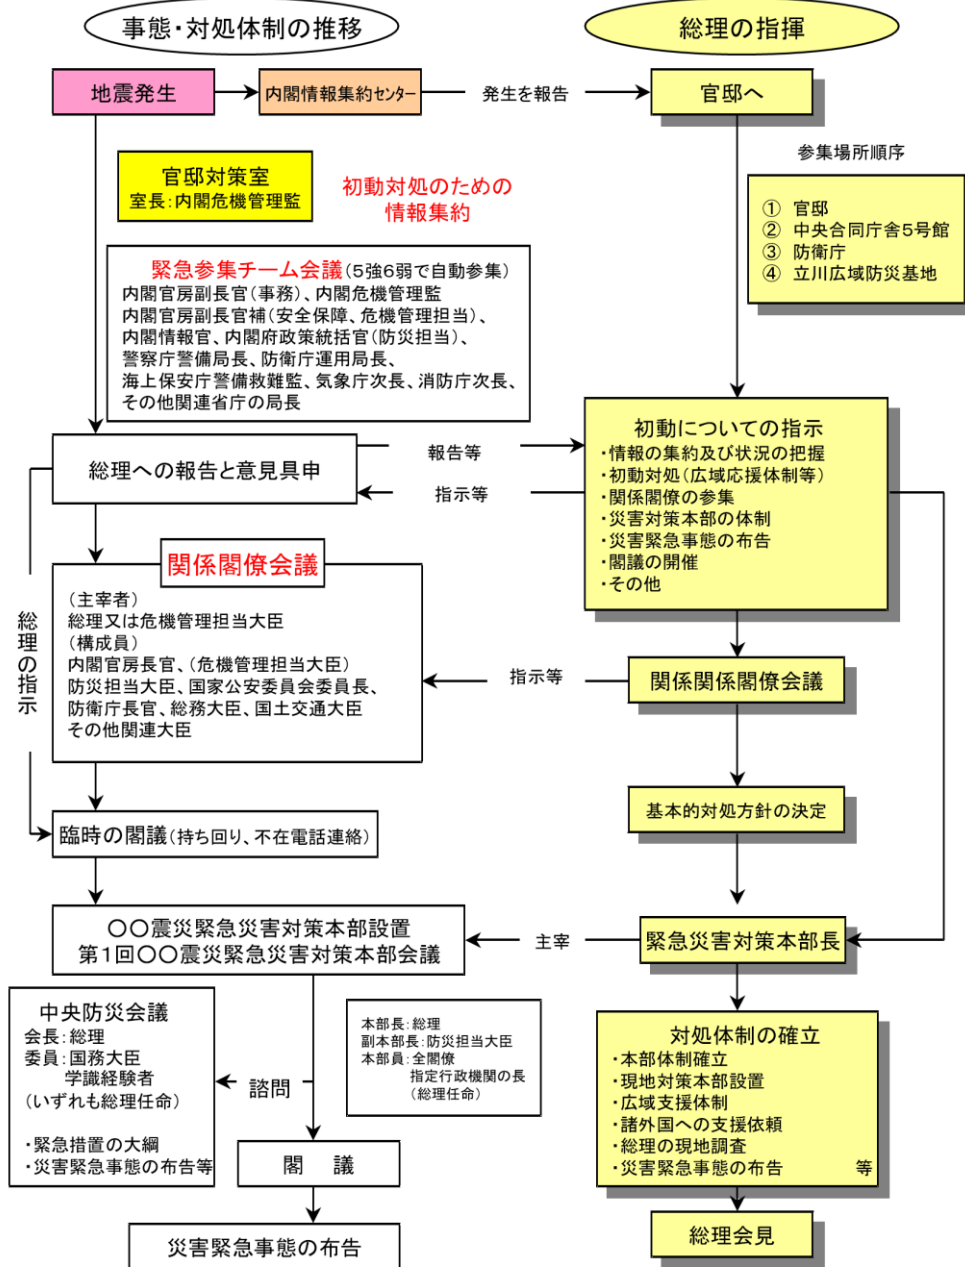 事態・対処体制の推移
総理の指揮
地震発生
内閣情報集約センター
発生を報告
官邸へ
参集場所順序
① 官邸
② 中央合同庁舎5号館
③ 防衛庁
④ 立川広域防災基地
官邸対策室
室長:内閣危機管理監
初動対処のための
情報集約
緊急参集チーム会議(5強6弱で自動参集)
内閣官房副長官(事務)、内閣危機管理監
内閣官房副長官補(安全保障、危機管理担当)、
内閣情報官、内閣府政策統括官(防災担当)、
警察庁警備局長、防衛庁運用局長、
海上保安庁警備救難監、気象庁次長、消防庁次長、
その他関連省庁の局長
総理への報告と意見具申
報告等
指示等
初動についての指示
・情報の集約及び状況の把握
・初動対処(広域応援体制等)
・関係閣僚の参集
・災害対策本部の体制
・災害緊急事態の布告
・閣議の開催
・その他
総理の指示
関係閣僚会議
(主宰者)
総理又は危機管理担当大臣
(構成員)
内閣官房長官、(危機管理担当大臣)
防災担当大臣、国家公安委員会委員長、
防衛庁長官、総務大臣、国土交通大臣
その他関連大臣
指示等
関係関係閣僚会議
基本的対処方針の決定
臨時の閣議(持ち回り、不在電話連絡)
〇〇震災緊急災害対策本部設置
第1回〇〇震災緊急災害対策本部会議
主宰
緊急災害対策本部長
中央防災会議
会長:総理
委員:国務大臣
学識経験者
(いずれも総理任命)
・緊急措置の大綱
・災害緊急事態の布告等
諮問
本部長:総理
副本部長:防災担当大臣
本部員:全閣僚
指定行政機関の長
(総理任命)
対処体制の確立
・本部体制確立
・現地対策本部設置
・広域支援体制
・諸外国への支援依頼
・総理の現地調査
・災害緊急事態の布告 等
閣 議
災害緊急事態の布告
総理会見